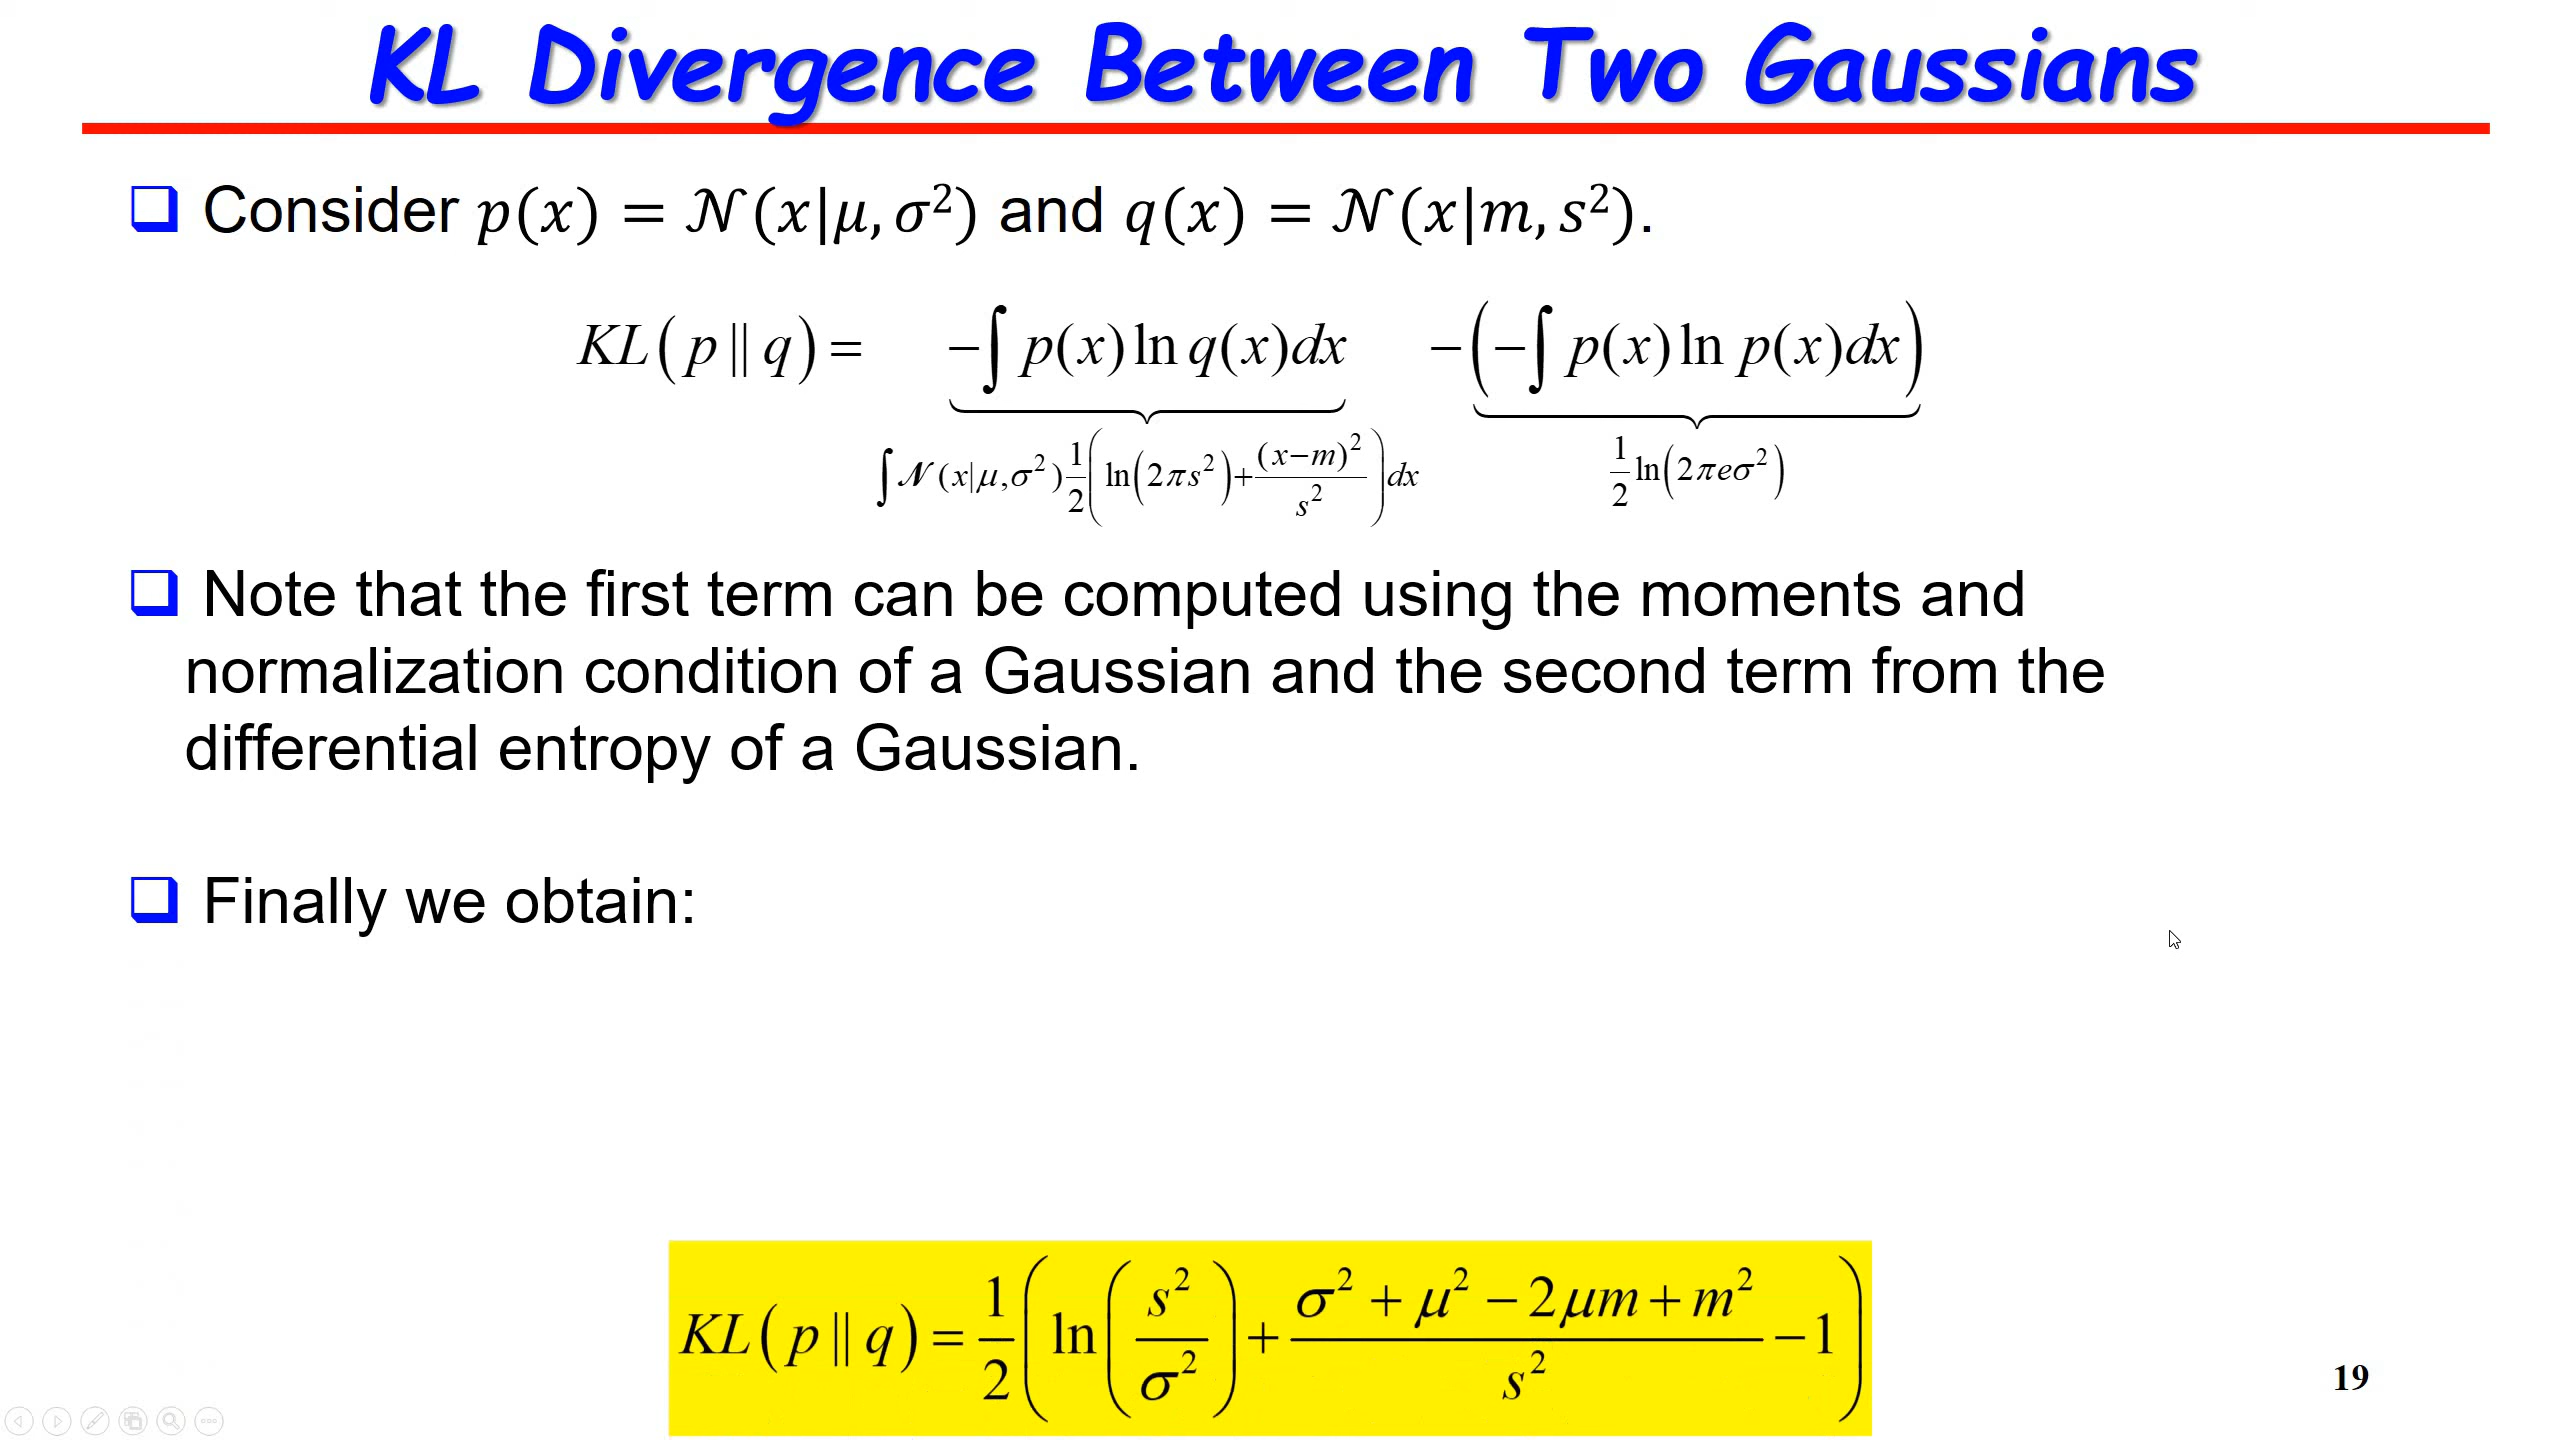 KL Divergence Between Two Gaussians
❑ Consider 𝑝(𝑥) = 𝒩(𝑥|𝜇, 𝜎²) and 𝑞(𝑥) = 𝒩(𝑥|𝑚, 𝑠²).
KL(p || q) = −∫ p(x) ln q(x)dx −(−∫ p(x) ln p(x)dx)
∫ 𝒩(x|μ,σ²) 1/2 (ln(2πs²) + (x−m)²/s²) dx    1/2 ln(2πeσ²)
❑ Note that the first term can be computed using the moments and
normalization condition of a Gaussian and the second term from the
differential entropy of a Gaussian.
❑ Finally we obtain:
KL(p || q) = 1/2 (ln(s²/σ²) + (σ² + μ² − 2μm + m²)/s² − 1)
19